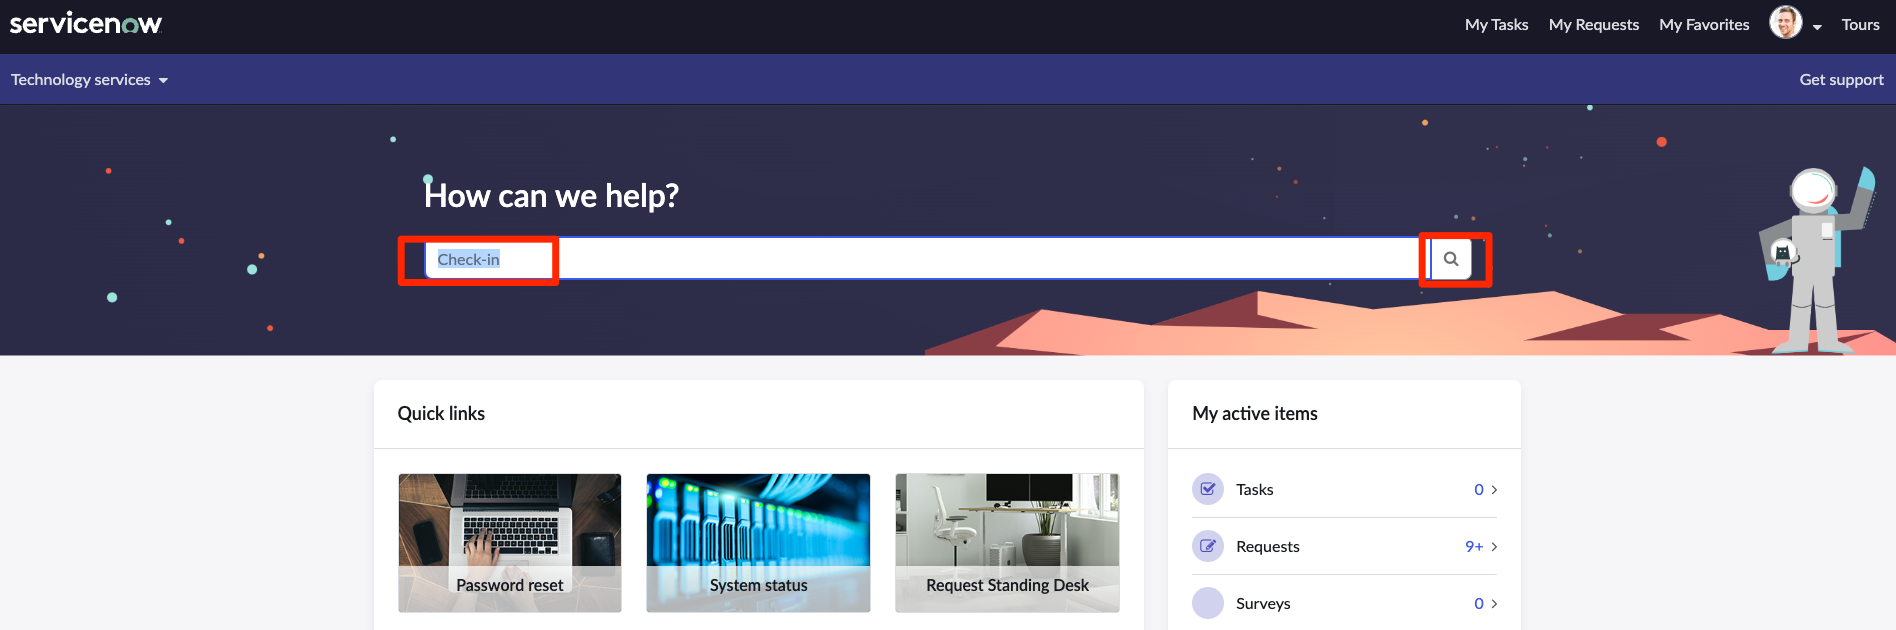 servicenow
My Tasks My Requests My Favorites Tours
Technology services Get support
How can we help?
Check-in
Quick links
Password reset
System status
Request Standing Desk
My active items
Tasks 0
Requests 9+
Surveys 0